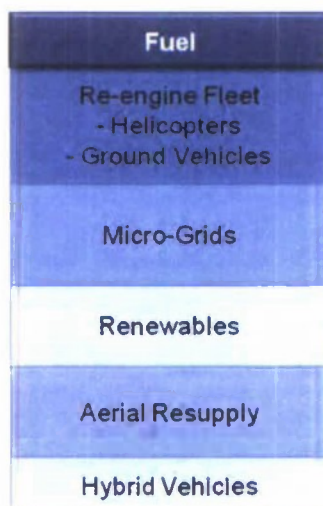 Fuel
Re-engine Fleet
- Helicopters
- Ground Vehicles
Micro-Grids
Renewables
Aerial Resupply
Hybrid Vehicles